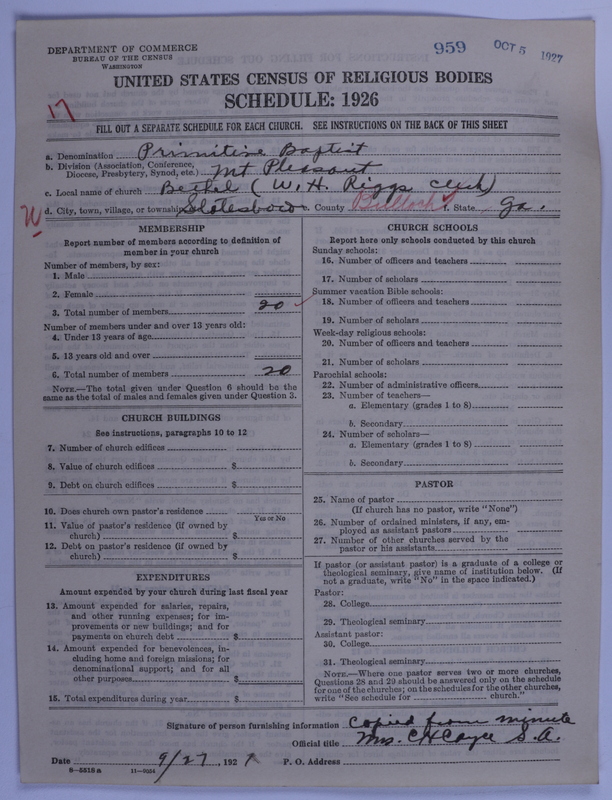 DEPARTMENT OF COMMERCE
BUREAU OF THE CENSUS
WASHINGTON
959 OCT 5 1927
UNITED STATES CENSUS OF RELIGIOUS BODIES
SCHEDULE: 1926
17
FILL OUT A SEPARATE SCHEDULE FOR EACH CHURCH. SEE INSTRUCTIONS ON THE BACK OF THIS SHEET
a. Denomination Primitive Baptist
b. Division (Association, Conference, Diocese, Presbytery, Synod, etc.) Mt Pleasant
c. Local name of church Bethel (W. H. Riggs clerk)
W d. City, town, village, or township Statesboro e. County Bulloch f. State Ga.
MEMBERSHIP
Report number of members according to definition of
member in your church
Number of members, by sex:
1. Male
2. Female
3. Total number of members 20
Number of members under and over 13 years old:
4. Under 13 years of age
5. 13 years old and over
6. Total number of members 20
NOTE.—The total given under Question 6 should be the
same as the total of males and females given under Question 3.
CHURCH BUILDINGS
See instructions, paragraphs 10 to 12
7. Number of church edifices
8. Value of church edifices $
9. Debt on church edifices $
10. Does church own pastor's residence
Yes or No
11. Value of pastor's residence (if owned by
church) $
12. Debt on pastor's residence (if owned by
church) $
EXPENDITURES
Amount expended by your church during last fiscal year
13. Amount expended for salaries, repairs,
and other running expenses; for im-
provements or new buildings; and for
payments on church debt $
14. Amount expended for benevolences, in-
cluding home and foreign missions; for
denominational support; and for all
other purposes $
15. Total expenditures during year $
CHURCH SCHOOLS
Report here only schools conducted by this church
Sunday schools:
16. Number of officers and teachers
17. Number of scholars
Summer vacation Bible schools:
18. Number of officers and teachers
19. Number of scholars
Week-day religious schools:
20. Number of officers and teachers
21. Number of scholars
Parochial schools:
22. Number of administrative officers
23. Number of teachers—
a. Elementary (grades 1 to 8)
b. Secondary
24. Number of scholars—
a. Elementary (grades 1 to 8)
b. Secondary
PASTOR
25. Name of pastor
(If church has no pastor, write "None")
26. Number of ordained ministers, if any, em-
ployed as assistant pastors
27. Number of other churches served by the
pastor or his assistants
If pastor (or assistant pastor) is a graduate of a college or
theological seminary, give name of institution below. (If
not a graduate, write "No" in the space indicated.)
Pastor:
28. College
29. Theological seminary
Assistant pastor:
30. College
31. Theological seminary
NOTE.—Where one pastor serves two or more churches,
Questions 28 and 29 should be answered only on the schedule
for one of the churches; on the schedules for the other churches,
write "See schedule for church."
Signature of person furnishing information Copied from minute
Official title Mrs. C H Cayce S. A.
Date 9/27, 1927 P. O. Address
8—5518 a 11—9024